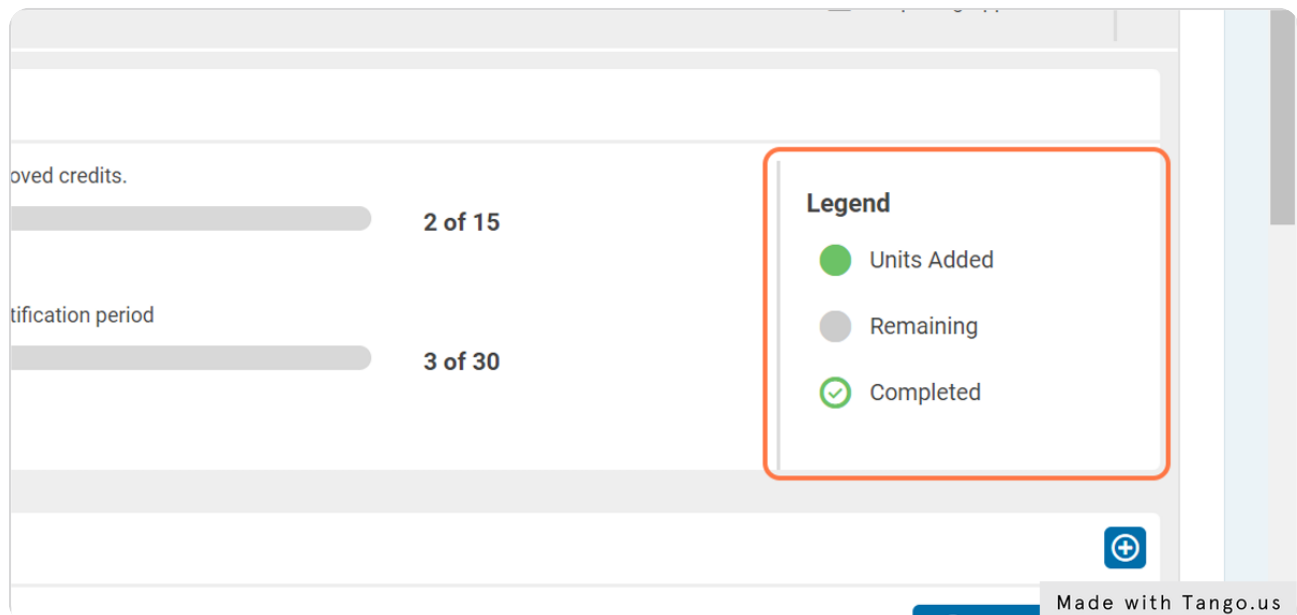 oved credits.
2 of 15
tification period
3 of 30
Legend
Units Added
Remaining
Completed
Made with Tango.us